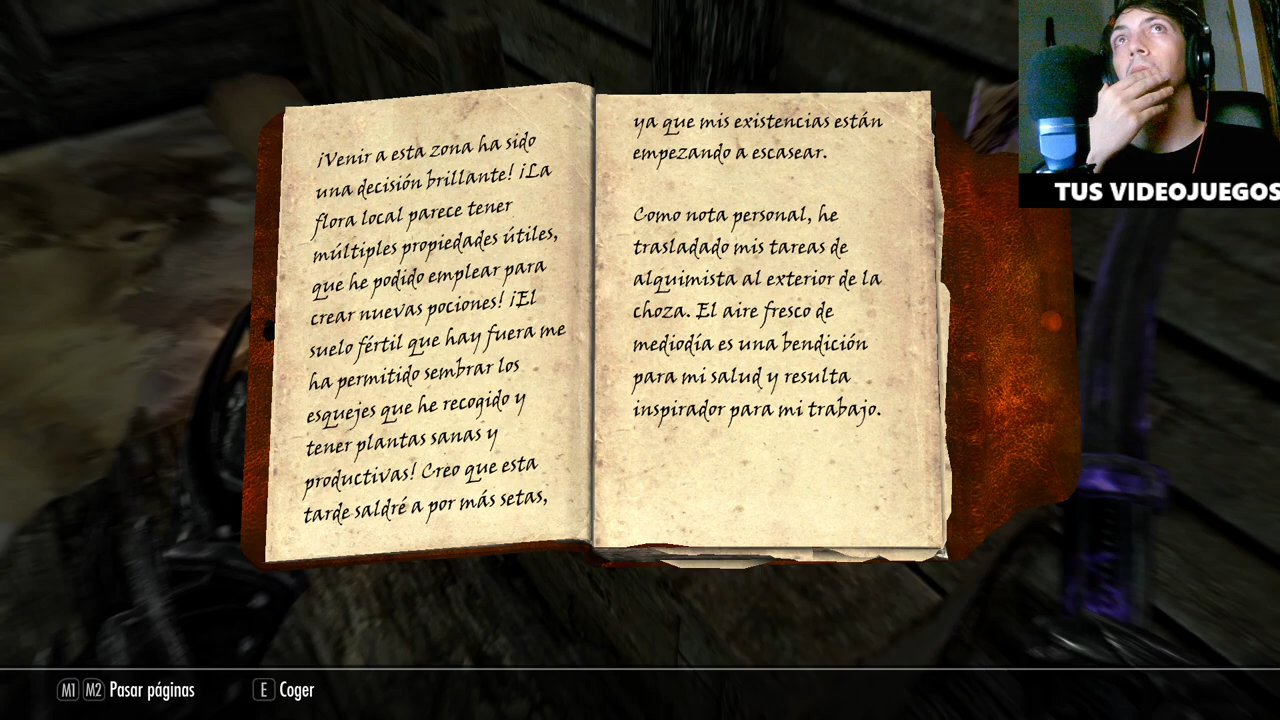 ¡Venir a esta zona ha sido
una decisión brillante! ¡La
flora local parece tener
múltiples propiedades útiles,
que he podido emplear para
crear nuevas pociones! ¡El
suelo fértil que hay fuera me
ha permitido sembrar los
esquejes que he recogido y
tener plantas sanas y
productivas! Creo que esta
tarde saldré a por más setas,
ya que mis existencias están
empezando a escasear.
Como nota personal, he
trasladado mis tareas de
alquimista al exterior de la
choza. El aire fresco de
mediodía es una bendición
para mi salud y resulta
inspirador para mi trabajo.
TUS VIDEOJUEGOS
M1 M2 Pasar páginas
E Coger